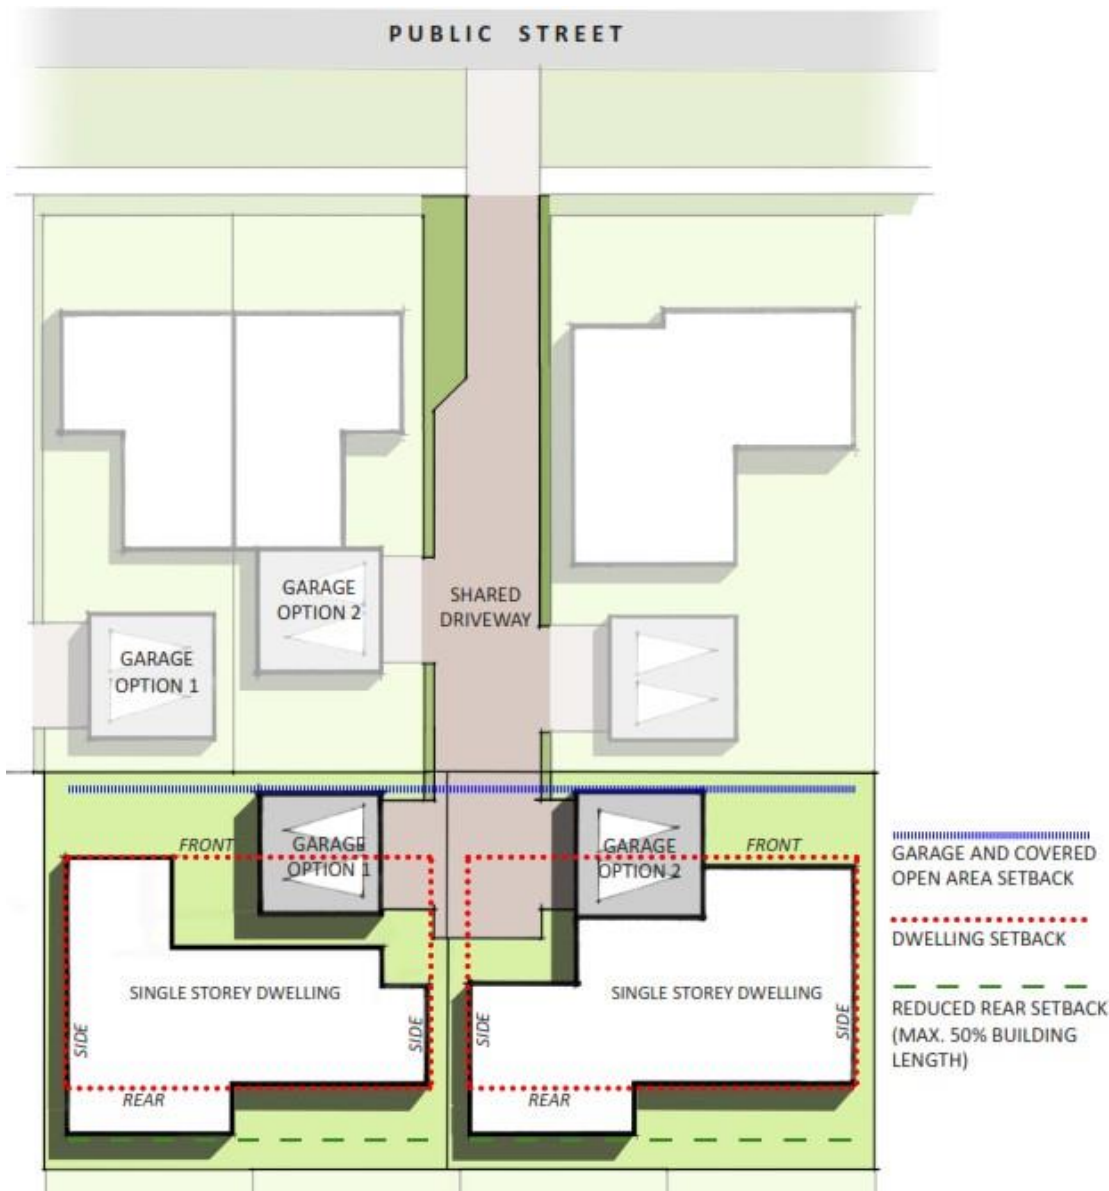 PUBLIC STREET
GARAGE
OPTION 2
SHARED
DRIVEWAY
GARAGE
OPTION 1
FRONT
GARAGE
OPTION 1
GARAGE
OPTION 2
FRONT
GARAGE AND COVERED
OPEN AREA SETBACK
DWELLING SETBACK
SINGLE STOREY DWELLING
SINGLE STOREY DWELLING
REDUCED REAR SETBACK
(MAX. 50% BUILDING
LENGTH)
SIDE
SIDE
SIDE
SIDE
REAR
REAR